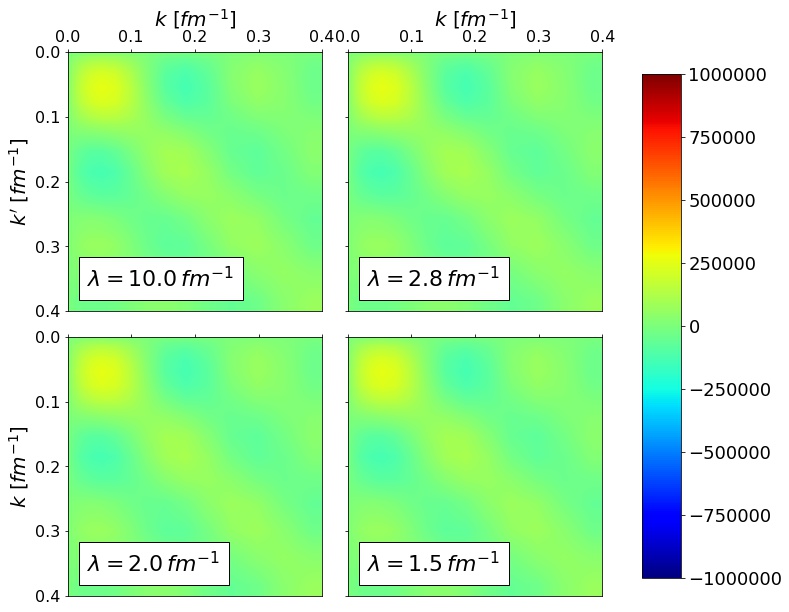 k [fm⁻¹]
k [fm⁻¹]
0.0 0.1 0.2 0.3 0.4 0.0 0.1 0.2 0.3 0.4
0.0
0.1
0.2
0.3
0.4
k′ [fm⁻¹]
λ = 10.0 fm⁻¹
λ = 2.8 fm⁻¹
0.0
0.1
0.2
0.3
0.4
k [fm⁻¹]
λ = 2.0 fm⁻¹
λ = 1.5 fm⁻¹
1000000
750000
500000
250000
0
−250000
−500000
−750000
−1000000